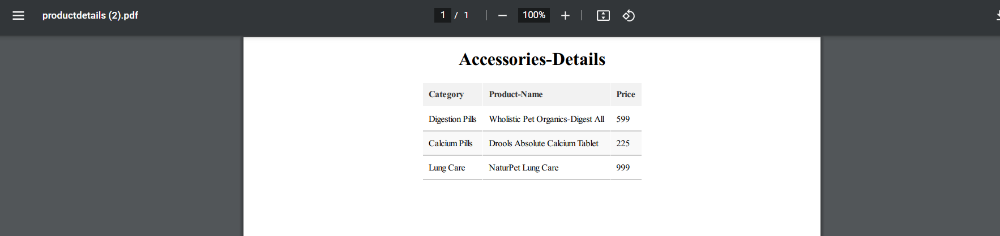 productdetails (2).pdf 1 / 1 100%
Accessories-Details
Category Product-Name Price
Digestion Pills Wholistic Pet Organics-Digest All 599
Calcium Pills Drools Absolute Calcium Tablet 225
Lung Care NaturPet Lung Care 999